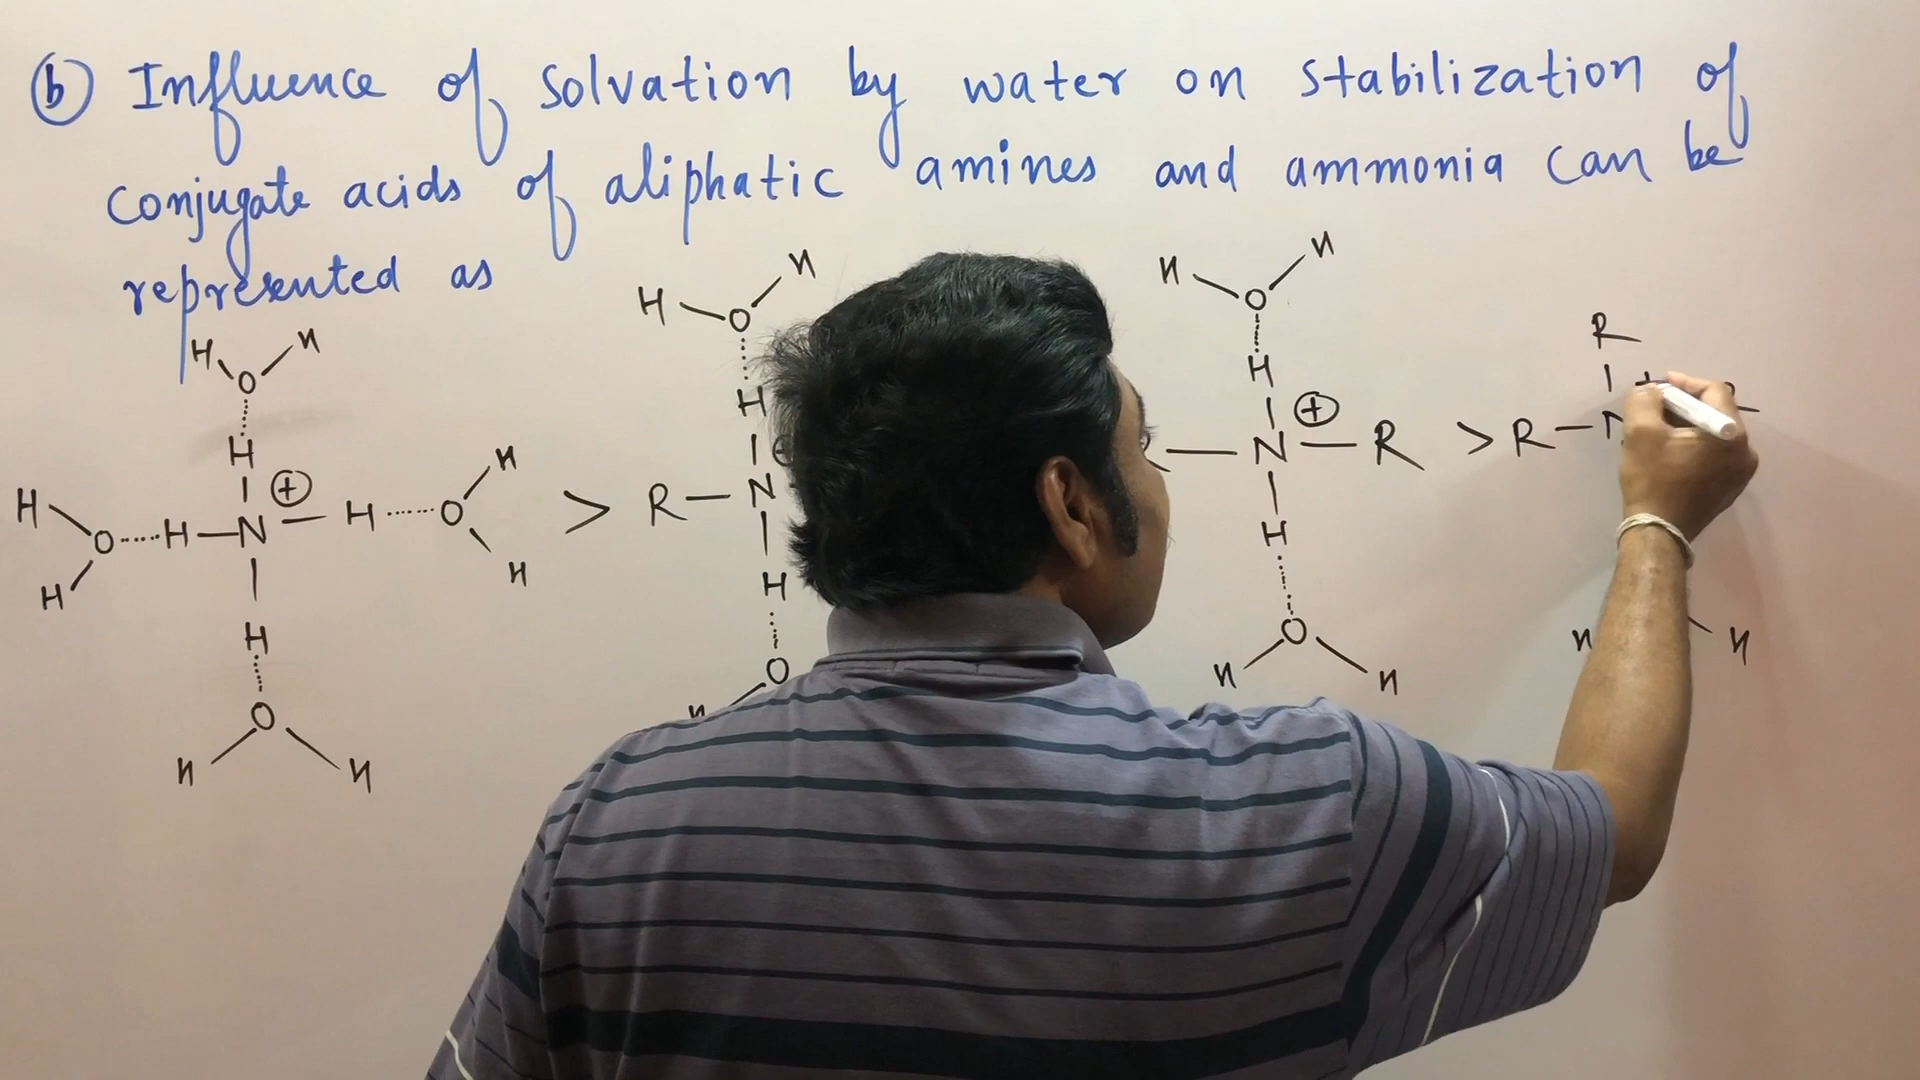 (b) Influence of solvation by water on stabilization of
conjugate acids of aliphatic amines and ammonia can be
represented as
H H H H H H
O O O
H H H R
H N ⊕ H O H > R N R N ⊕ R > R N
H O H H O
H H H H
H H H H
O O O
H H H H H H H